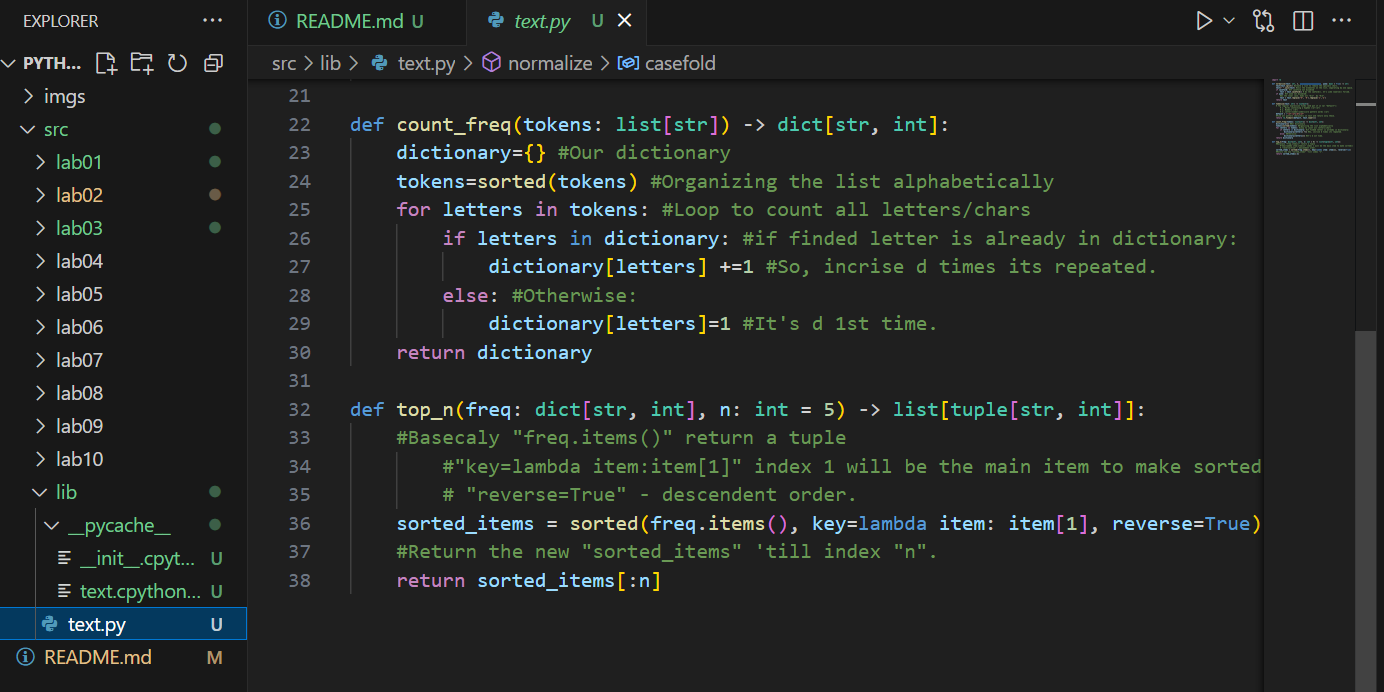 EXPLORER ...
PYTH...
imgs
src
lab01
lab02
lab03
lab04
lab05
lab06
lab07
lab08
lab09
lab10
lib
__pycache__
__init__.cpyt... U
text.cpython... U
text.py U
README.md M
README.md U
text.py U
src > lib > text.py > normalize > casefold
21
22 def count_freq(tokens: list[str]) -> dict[str, int]:
23 dictionary={} #Our dictionary
24 tokens=sorted(tokens) #Organizing the list alphabetically
25 for letters in tokens: #Loop to count all letters/chars
26 if letters in dictionary: #if finded letter is already in dictionary:
27 dictionary[letters] +=1 #So, incrise d times its repeated.
28 else: #Otherwise:
29 dictionary[letters]=1 #It's d 1st time.
30 return dictionary
31
32 def top_n(freq: dict[str, int], n: int = 5) -> list[tuple[str, int]]:
33 #Basecaly "freq.items()" return a tuple
34 #"key=lambda item:item[1]" index 1 will be the main item to make sorted
35 # "reverse=True" - descendent order.
36 sorted_items = sorted(freq.items(), key=lambda item: item[1], reverse=True)
37 #Return the new "sorted_items" 'till index "n".
38 return sorted_items[:n]